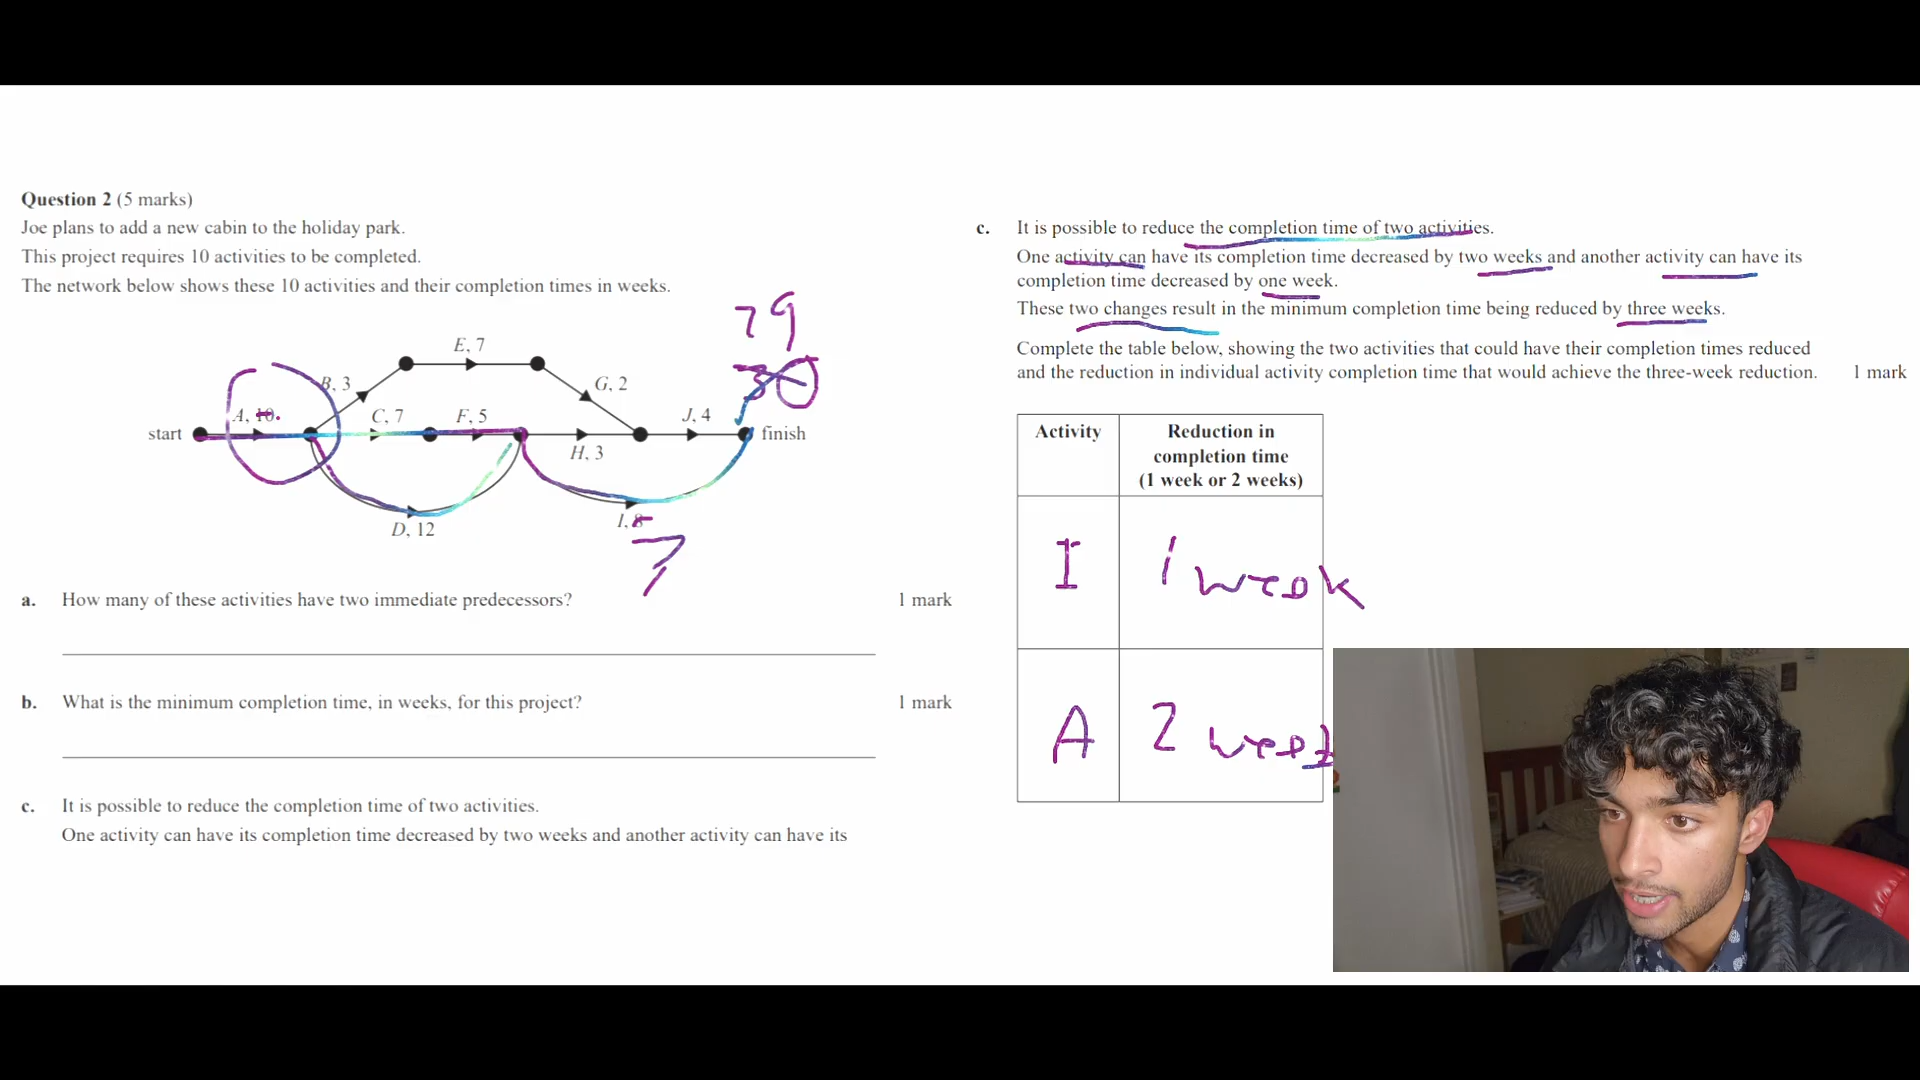 Question 2 (5 marks)
Joe plans to add a new cabin to the holiday park.
This project requires 10 activities to be completed.
The network below shows these 10 activities and their completion times in weeks.
29
30
E, 7
B, 3
G, 2
A, 10
C, 7
F, 5
J, 4
start
finish
H, 3
I, 8
D, 12
7
a. How many of these activities have two immediate predecessors? 1 mark
b. What is the minimum completion time, in weeks, for this project? 1 mark
c. It is possible to reduce the completion time of two activities.
One activity can have its completion time decreased by two weeks and another activity can have its
c. It is possible to reduce the completion time of two activities.
One activity can have its completion time decreased by two weeks and another activity can have its
completion time decreased by one week.
These two changes result in the minimum completion time being reduced by three weeks.
Complete the table below, showing the two activities that could have their completion times reduced
and the reduction in individual activity completion time that would achieve the three-week reduction. 1 mark
Activity
Reduction in
completion time
(1 week or 2 weeks)
I 1 week
A 2